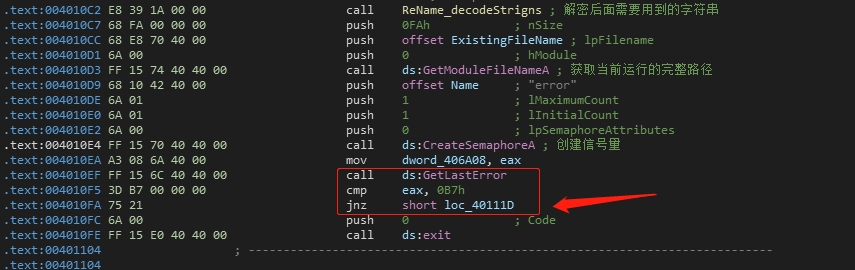 .text:004010C2 E8 39 1A 00 00 call ReName_decodeStrigns ; 解密后面需要用到的字符串
.text:004010C7 68 FA 00 00 00 push 0FAh ; nSize
.text:004010CC 68 E8 70 40 00 push offset ExistingFileName ; lpFilename
.text:004010D1 6A 00 push 0 ; hModule
.text:004010D3 FF 15 74 40 40 00 call ds:GetModuleFileNameA ; 获取当前运行的完整路径
.text:004010D9 68 10 42 40 00 push offset Name ; "error"
.text:004010DE 6A 01 push 1 ; lMaximumCount
.text:004010E0 6A 01 push 1 ; lInitialCount
.text:004010E2 6A 00 push 0 ; lpSemaphoreAttributes
.text:004010E4 FF 15 70 40 40 00 call ds:CreateSemaphoreA ; 创建信号量
.text:004010EA A3 08 6A 40 00 mov dword_406A08, eax
.text:004010EF FF 15 6C 40 40 00 call ds:GetLastError
.text:004010F5 3D B7 00 00 00 cmp eax, 0B7h
.text:004010FA 75 21 jnz short loc_40111D
.text:004010FC 6A 00 push 0 ; Code
.text:004010FE FF 15 E0 40 40 00 call ds:exit
.text:00401104 ; ---------------------------------------------------------------------------
.text:00401104